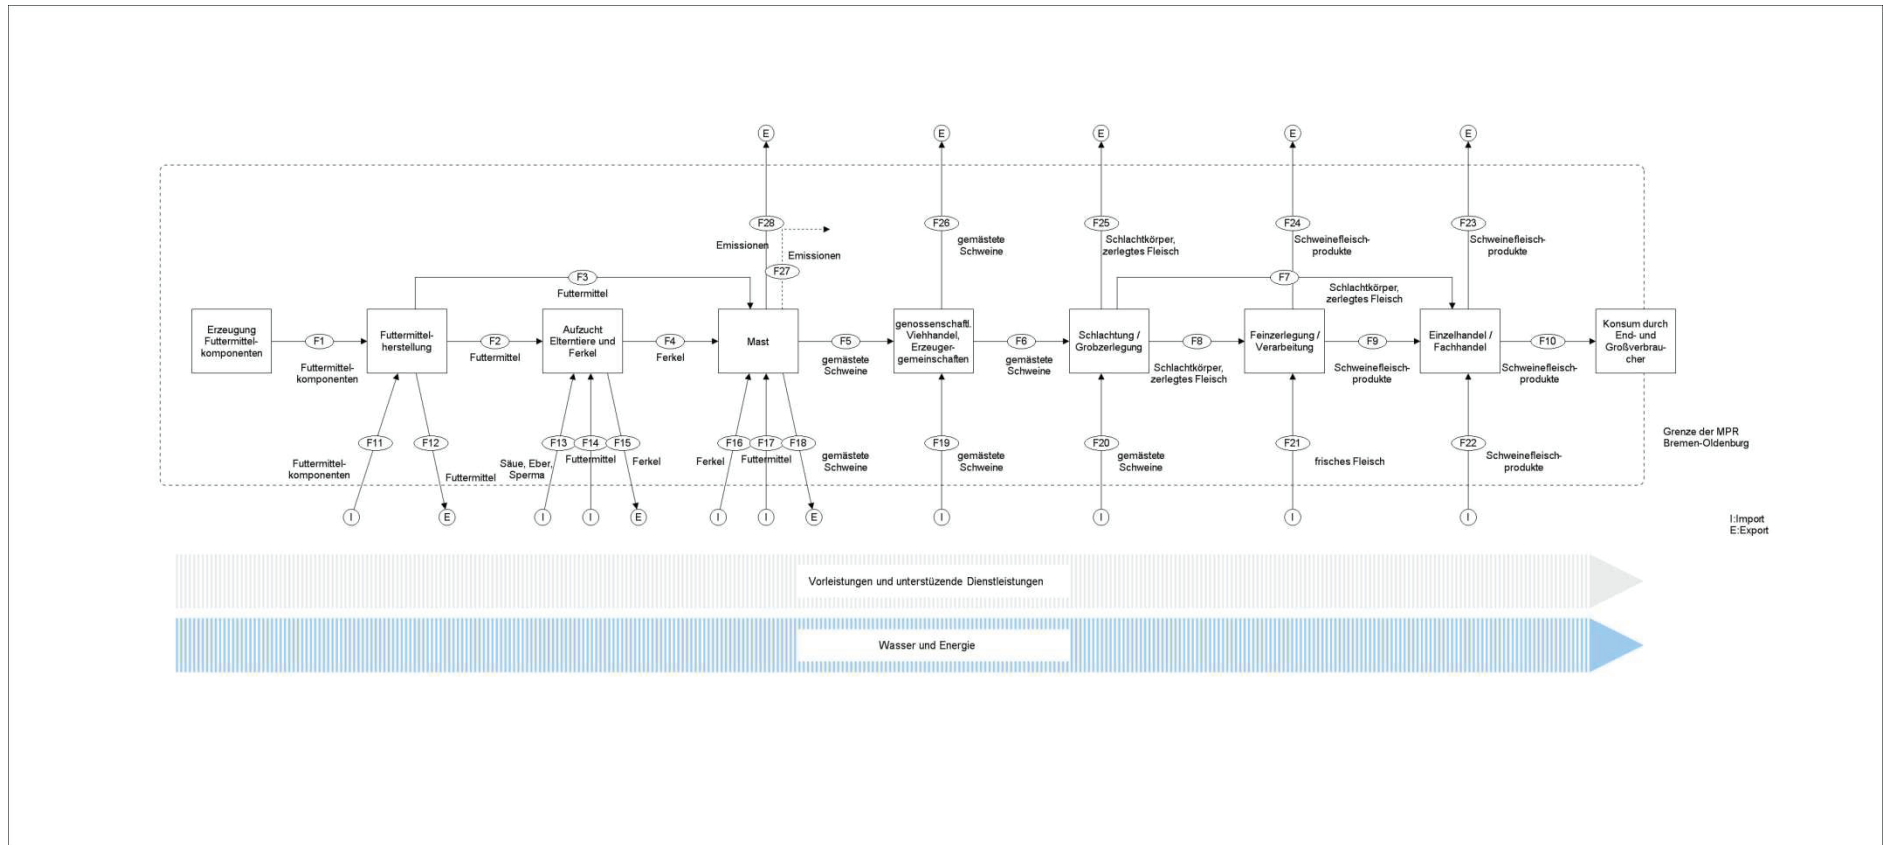 E
E
E
E
E
F28
F26
F25
F24
F23
Emissionen
Emissionen
gemästete
Schweine
Schlachtkörper,
zerlegtes Fleisch
Schweinefleisch-
produkte
Schweinefleisch-
produkte
F27
F3
Futtermittel
F7
Schlachtkörper,
zerlegtes Fleisch
Erzeugung
Futtermittel-
komponenten
F1
Futtermittel-
komponenten
Futtermittel-
herstellung
F2
Futtermittel
Aufzucht
Elterntiere und
Ferkel
F4
Ferkel
Mast
F5
gemästete
Schweine
genossenschaftl.
Viehhandel,
Erzeuger-
gemeinschaften
F6
gemästete
Schweine
Schlachtung /
Grobzerlegung
F8
Schlachtkörper,
zerlegtes Fleisch
Feinzerlegung /
Verarbeitung
F9
Schweinefleisch-
produkte
Einzelhandel /
Fachhandel
F10
Schweinefleisch-
produkte
Konsum durch
End- und
Großverbrau-
cher
F11
Futtermittel-
komponenten
F12
Futtermittel
F13
Säue, Eber,
Sperma
F14
Futtermittel
F15
Ferkel
F16
Ferkel
F17
Futtermittel
F18
gemästete
Schweine
F19
gemästete
Schweine
F20
gemästete
Schweine
F21
frisches Fleisch
F22
Schweinefleisch-
produkte
Grenze der MPR
Bremen-Oldenburg
I
E
I
I
E
I
I
E
I
I
I
I
I:Import
E:Export
Vorleistungen und unterstüzende Dienstleistungen
Wasser und Energie